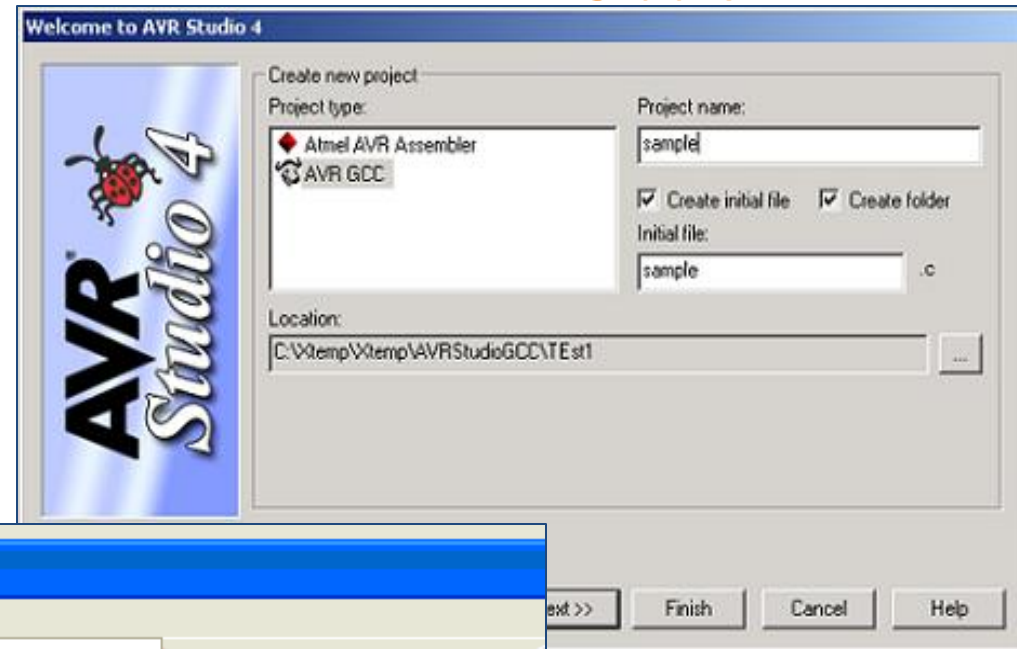 Welcome to AVR Studio 4
AVR® Studio 4
Create new project
Project type:
Atmel AVR Assembler
AVR GCC
Project name:
sample
Create initial file
Create folder
Initial file:
sample
.c
Location:
C:\Xtemp\Xtemp\AVRStudioGCC\TEst1
...
ext >>
Finish
Cancel
Help